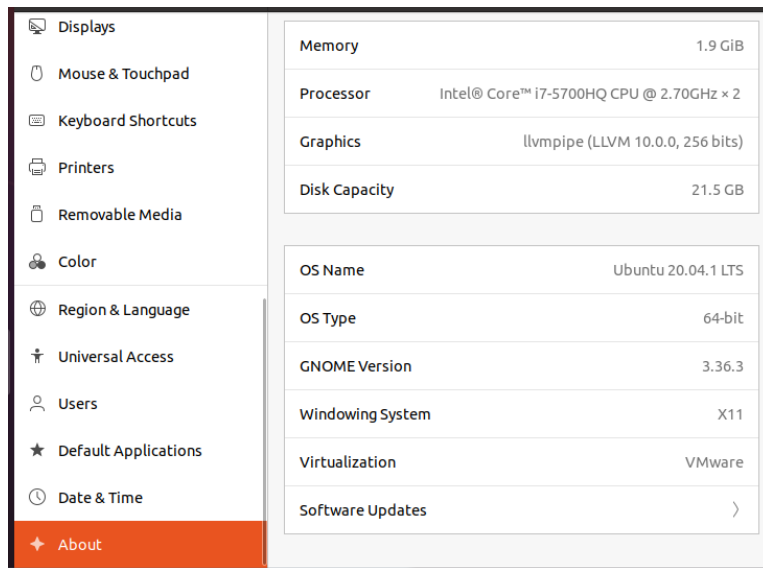 Displays
Mouse & Touchpad
Keyboard Shortcuts
Printers
Removable Media
Color
Region & Language
Universal Access
Users
Default Applications
Date & Time
About
Memory 1.9 GiB
Processor Intel® Core™ i7-5700HQ CPU @ 2.70GHz × 2
Graphics llvmpipe (LLVM 10.0.0, 256 bits)
Disk Capacity 21.5 GB
OS Name Ubuntu 20.04.1 LTS
OS Type 64-bit
GNOME Version 3.36.3
Windowing System X11
Virtualization VMware
Software Updates